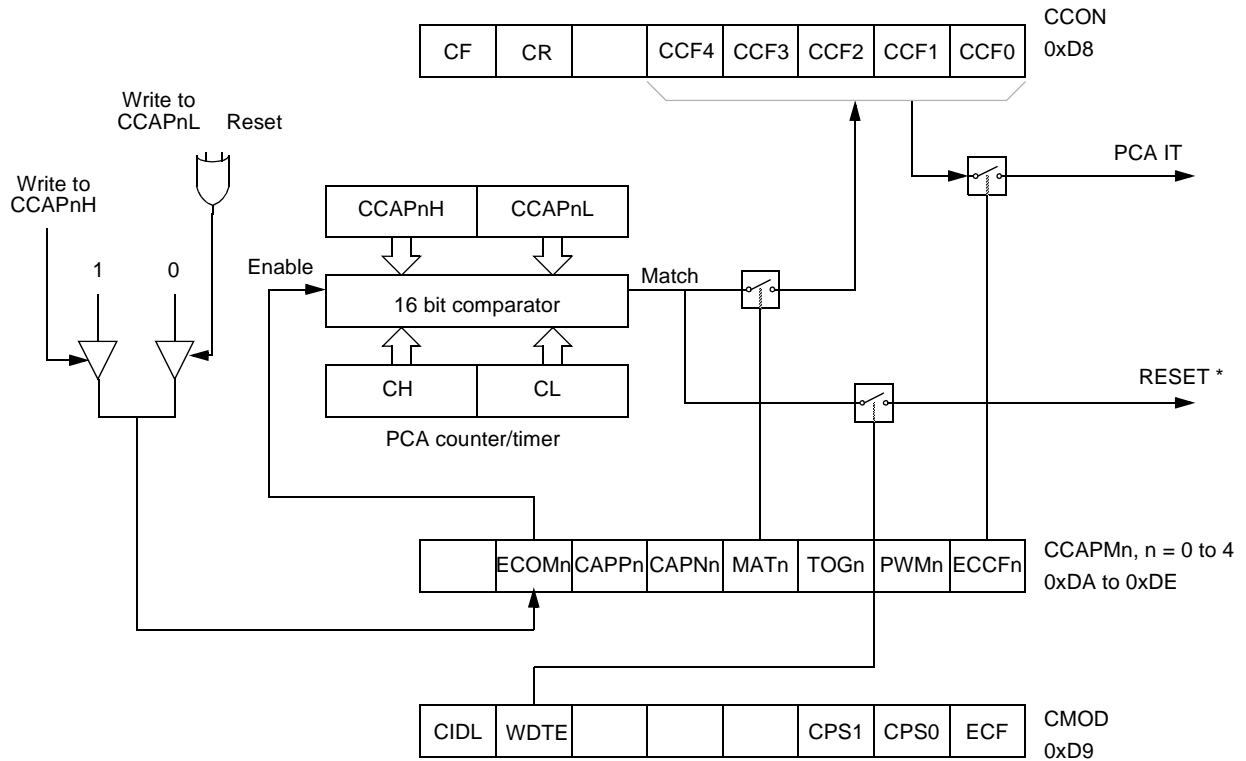 CCON
CF CR CCF4 CCF3 CCF2 CCF1 CCF0
0xD8
Write to
CCAPnL Reset
PCA IT
Write to
CCAPnH
CCAPnH CCAPnL
1 0 Enable Match
16 bit comparator
CH CL
RESET *
PCA counter/timer
CCAPMn, n = 0 to 4
ECOMn CAPPn CAPNn MATn TOGn PWMn ECCFn
0xDA to 0xDE
CMOD
CIDL WDTE CPS1 CPS0 ECF
0xD9